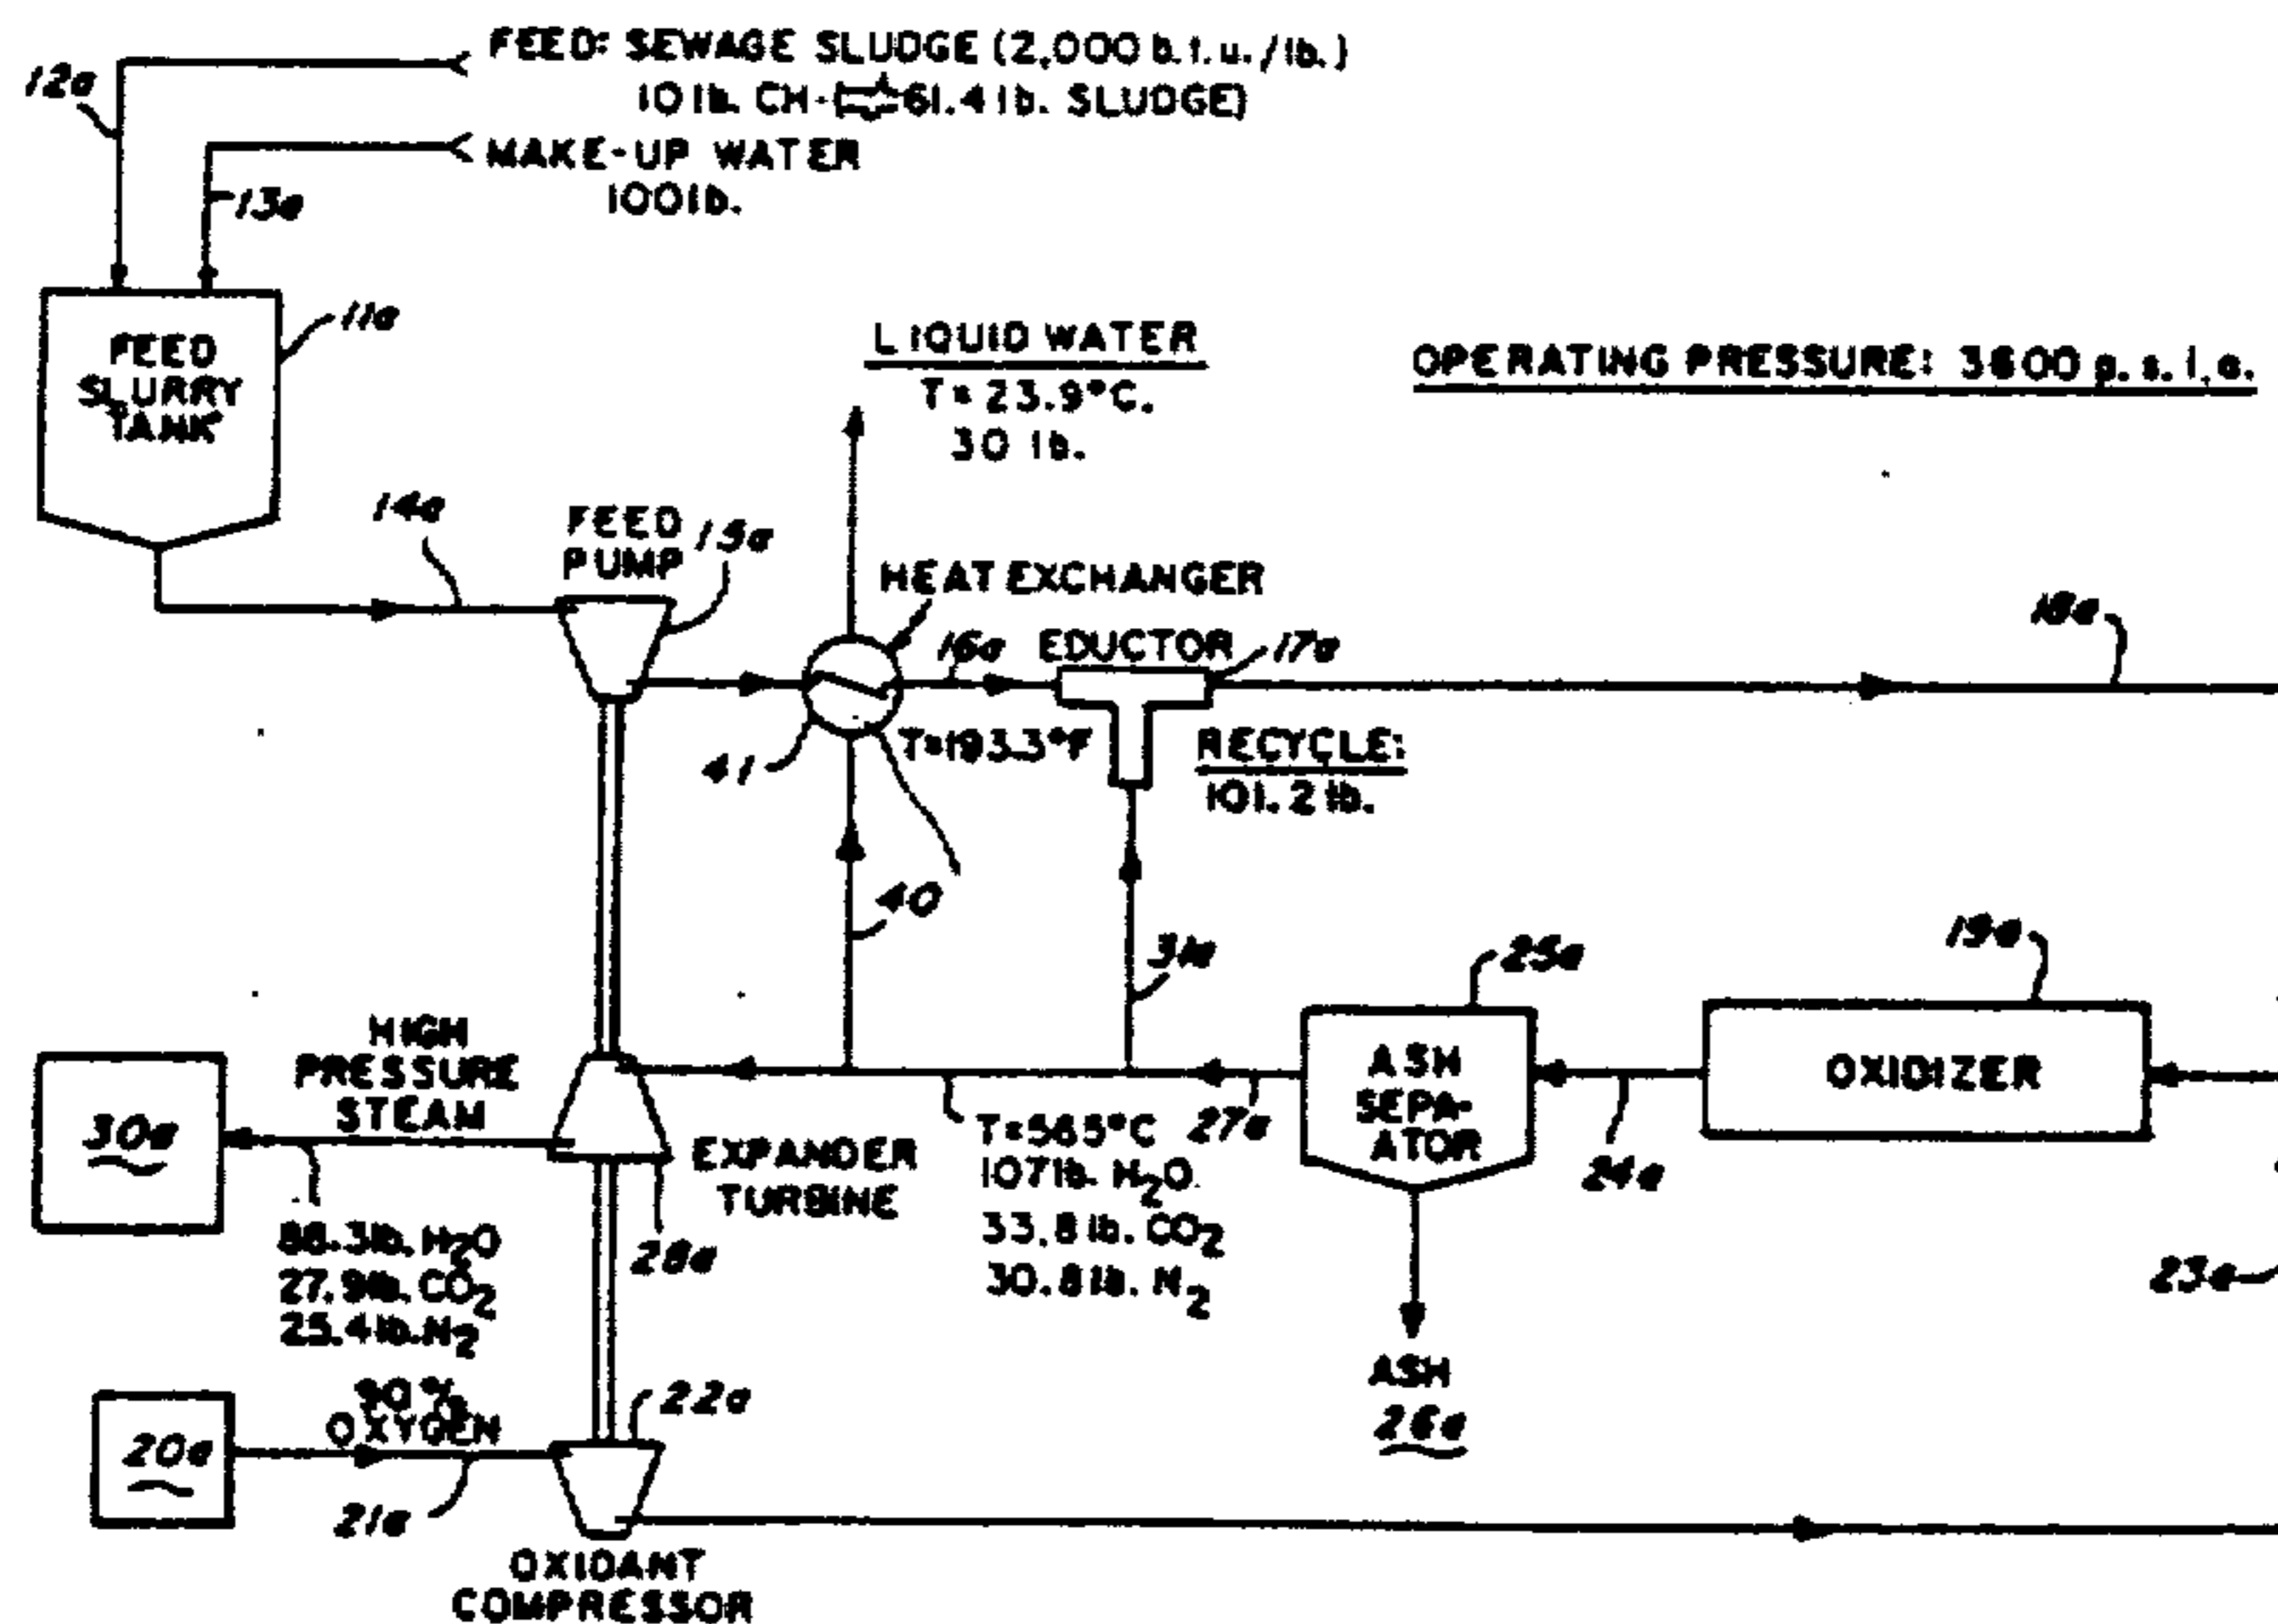 FEED: SEWAGE SLUDGE (2,000 b.t.u./lb.)
10 lb. CH 61.4 lb. SLUDGE)
12a
MAKE-UP WATER
100 lb.
13a
11a
FEED
SLURRY
TANK
LIQUID WATER
T=23.9°C.
30 lb.
OPERATING PRESSURE: 3600 p.s.i.a.
14a
FEED
PUMP
15a
HEAT EXCHANGER
16a
EDUCTOR
17a
18a
41
T=193.3°F
RECYCLE:
101.2 lb.
40
31a
25a
19a
HIGH
PRESSURE
STEAM
30a
ASH
SEPA-
ATOR
OXIDIZER
EXPANDER
TURBINE
28a
T=565°C
107 lb. H2O
33.8 lb. CO2
30.8 lb. N2
27a
24a
88.3 lb. H2O
27.9 lb. CO2
25.4 lb. N2
23a
ASH
26a
90%
OXYGEN
20a
21a
22a
OXIDANT
COMPRESSOR